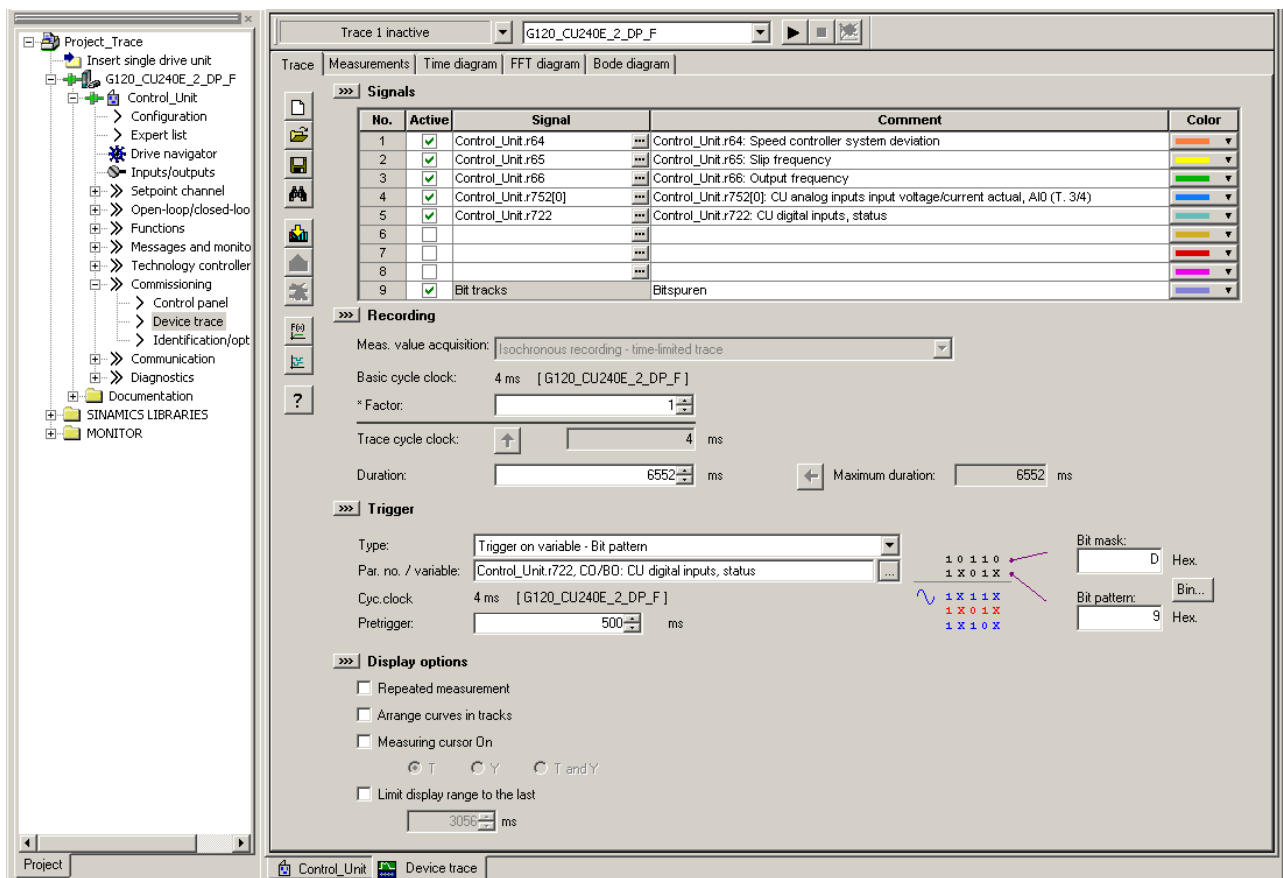 Project_Trace
Insert single drive unit
G120_CU240E_2_DP_F
Control_Unit
Configuration
Expert list
Drive navigator
Inputs/outputs
Setpoint channel
Open-loop/closed-loo
Functions
Messages and monito
Technology controller
Commissioning
Control panel
Device trace
Identification/opt
Communication
Diagnostics
Documentation
SINAMICS LIBRARIES
MONITOR
Project
Trace 1 inactive G120_CU240E_2_DP_F
Trace Measurements Time diagram FFT diagram Bode diagram
>>> Signals
No. Active Signal Comment Color
1 Control_Unit.r64 ... Control_Unit.r64: Speed controller system deviation
2 Control_Unit.r65 ... Control_Unit.r65: Slip frequency
3 Control_Unit.r66 ... Control_Unit.r66: Output frequency
4 Control_Unit.r752[0] ... Control_Unit.r752[0]: CU analog inputs input voltage/current actual, AI0 (T. 3/4)
5 Control_Unit.r722 ... Control_Unit.r722: CU digital inputs, status
6 ...
7 ...
8 ...
9 Bit tracks Bitspuren
F(x)
?
>>> Recording
Meas. value acquisition: Isochronous recording - time-limited trace
Basic cycle clock: 4 ms [ G120_CU240E_2_DP_F ]
* Factor: 1
Trace cycle clock: 4 ms
Duration: 6552 ms Maximum duration: 6552 ms
>>> Trigger
Type: Trigger on variable - Bit pattern
Par. no. / variable: Control_Unit.r722, CO/BO: CU digital inputs, status ...
Cyc.clock 4 ms [ G120_CU240E_2_DP_F ]
Pretrigger: 500 ms
1 0 1 1 0
1 X 0 1 X
1 X 1 1 X
1 X 0 1 X
1 X 1 0 X
Bit mask:
D Hex.
Bin...
Bit pattern:
9 Hex.
>>> Display options
Repeated measurement
Arrange curves in tracks
Measuring cursor On
T Y T and Y
Limit display range to the last
3056 ms
Control_Unit Device trace